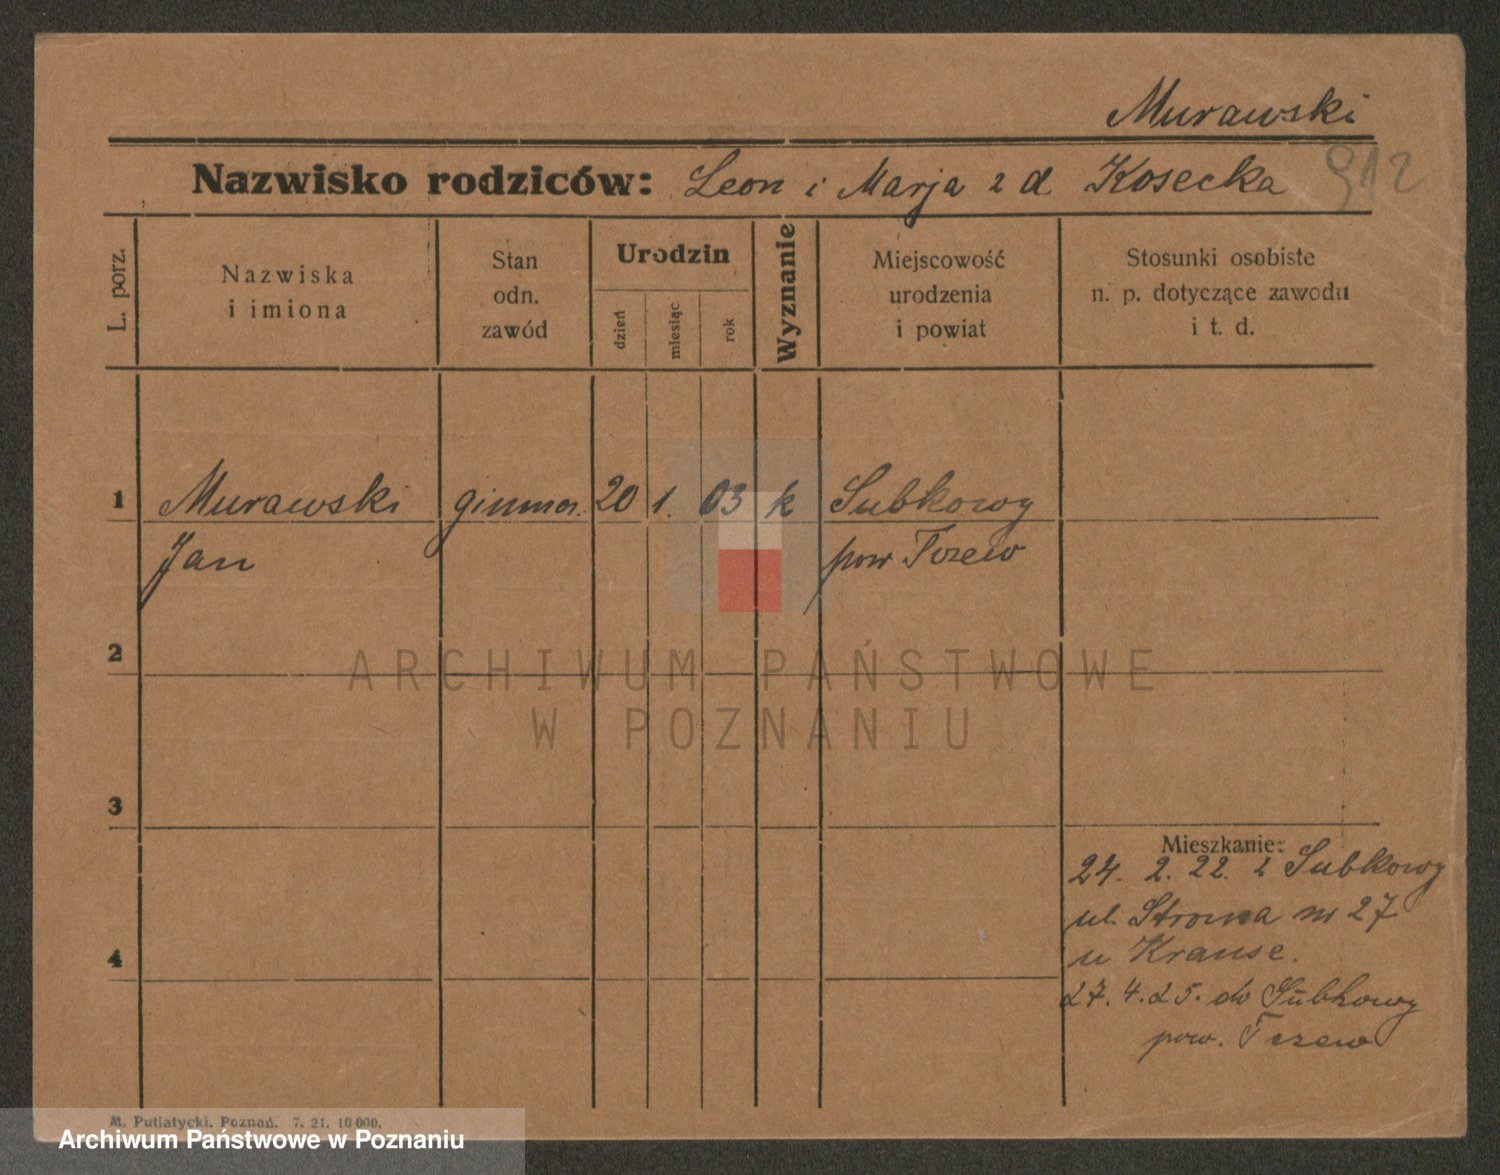 Murawski
Nazwisko rodziców: Leon i Marja z d Kosecka 912
L. porz.
Nazwiska
i imiona
Stan
odn.
zawód
Urodzin
dzień
miesiąc
rok
Wyznanie
Miejscowość
urodzenia
i powiat
Stosunki osobiste
n. p. dotyczące zawodu
i t. d.
1 Murawski 20 1. 03 k Subkowy
Jan pow Tczew
2
ARCHIWUM PAŃSTWOWE
W POZNANIU
3
Mieszkanie:
24. 2. 22. z Subkowy
ul. nr 27
u Krause.
4
27. 4. 25. do Subkowy
pow. Tczew
M. Putiatycki, Poznań. 7. 21. 10 000.
Archiwum Państwowe w Poznaniu